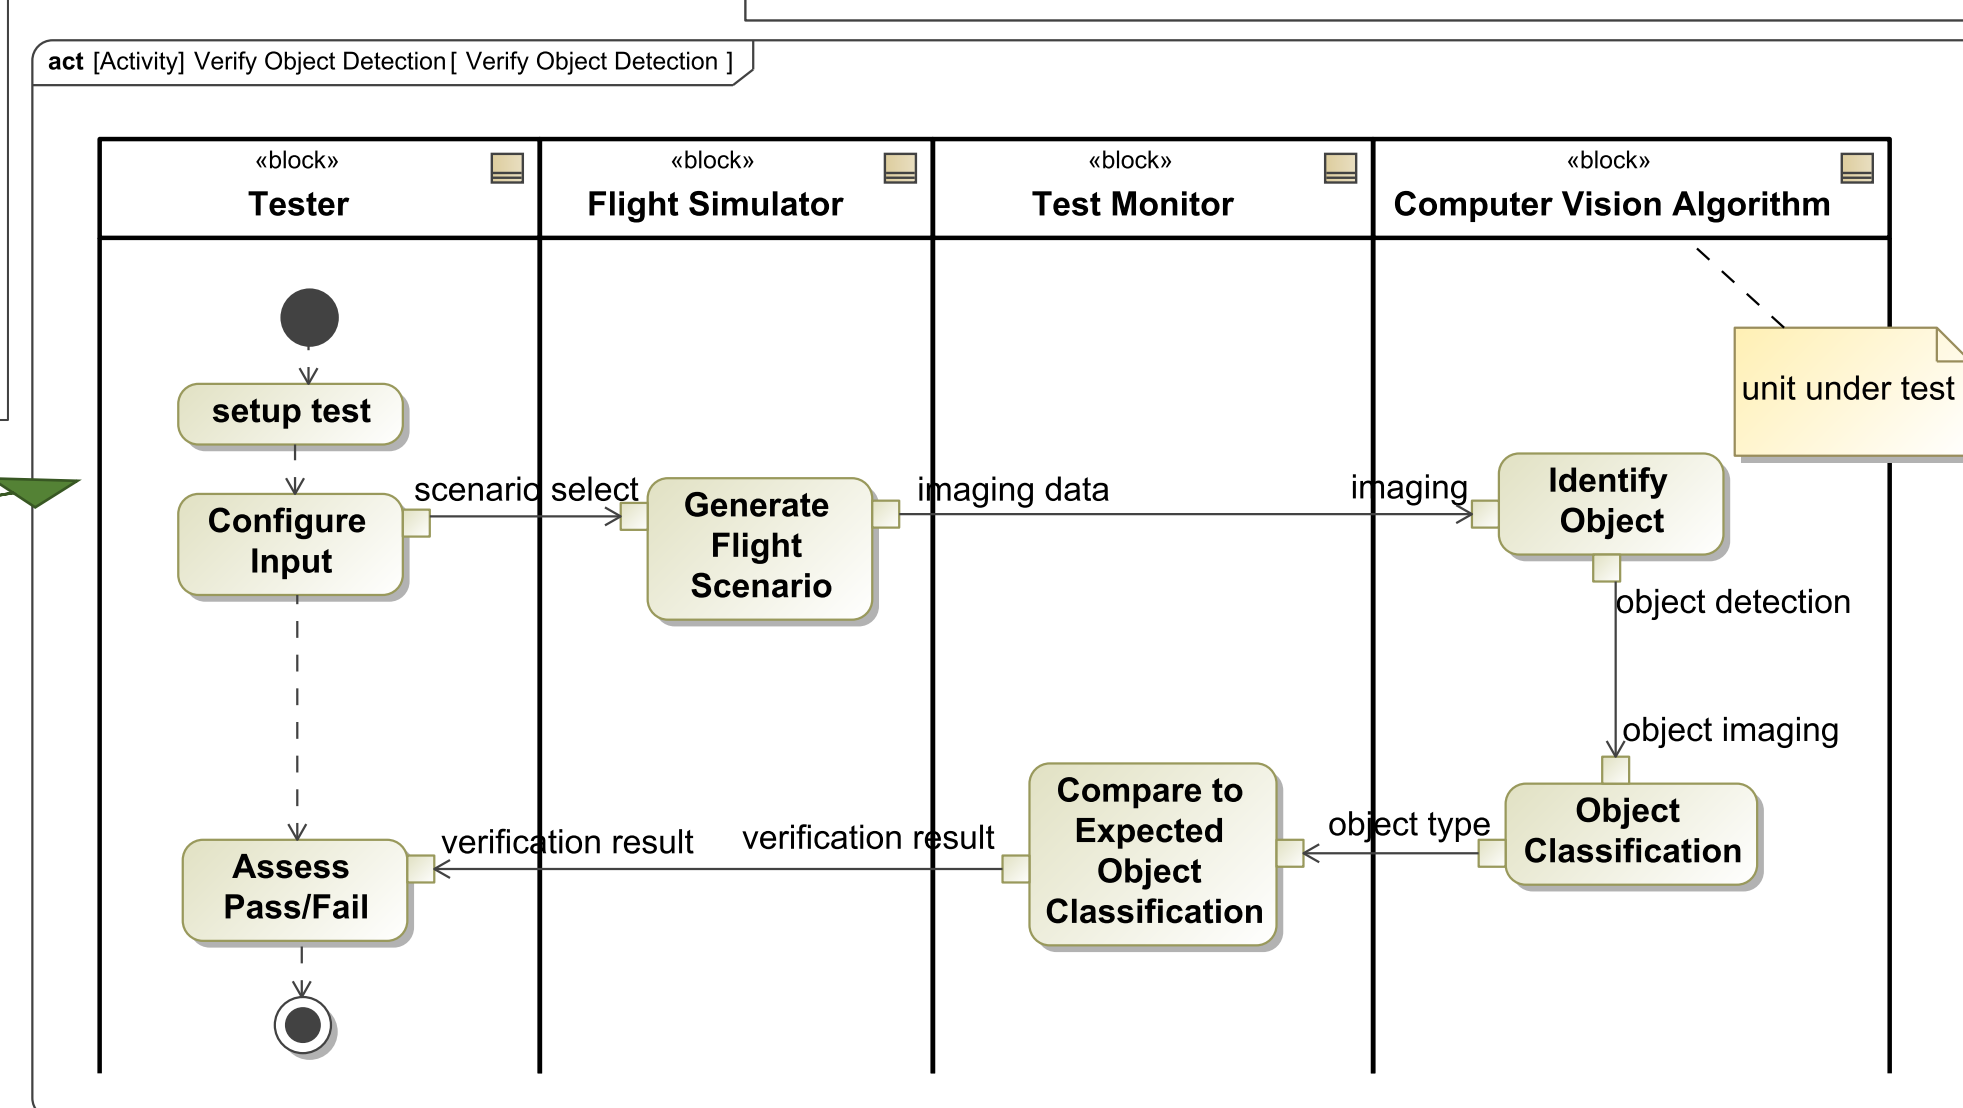 act [Activity] Verify Object Detection [ Verify Object Detection ]
«block»
Tester
«block»
Flight Simulator
«block»
Test Monitor
«block»
Computer Vision Algorithm
unit under test
setup test
Configure
Input
scenario select
Generate
Flight
Scenario
imaging data
imaging
Identify
Object
object detection
object imaging
Object
Classification
object type
Compare to
Expected
Object
Classification
verification result
verification result
Assess
Pass/Fail